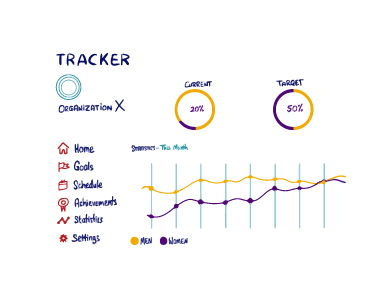 TRACKER
CURRENT
20%
TARGET
50%
ORGANIZATION X
Home
Goals
Schedule
Achievements
Statistics
Settings
STATISTICS - This Month
MEN
WOMEN